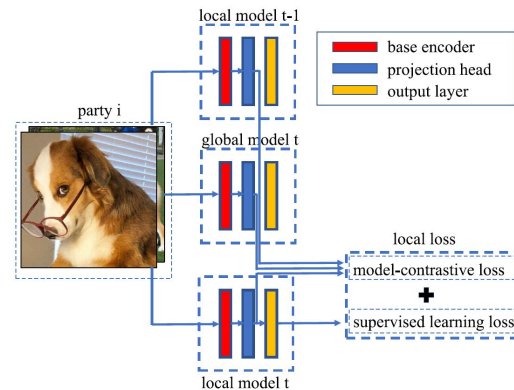 local model t-1
base encoder
projection head
output layer
party i
global model t
local loss
model-contrastive loss
+
supervised learning loss
local model t